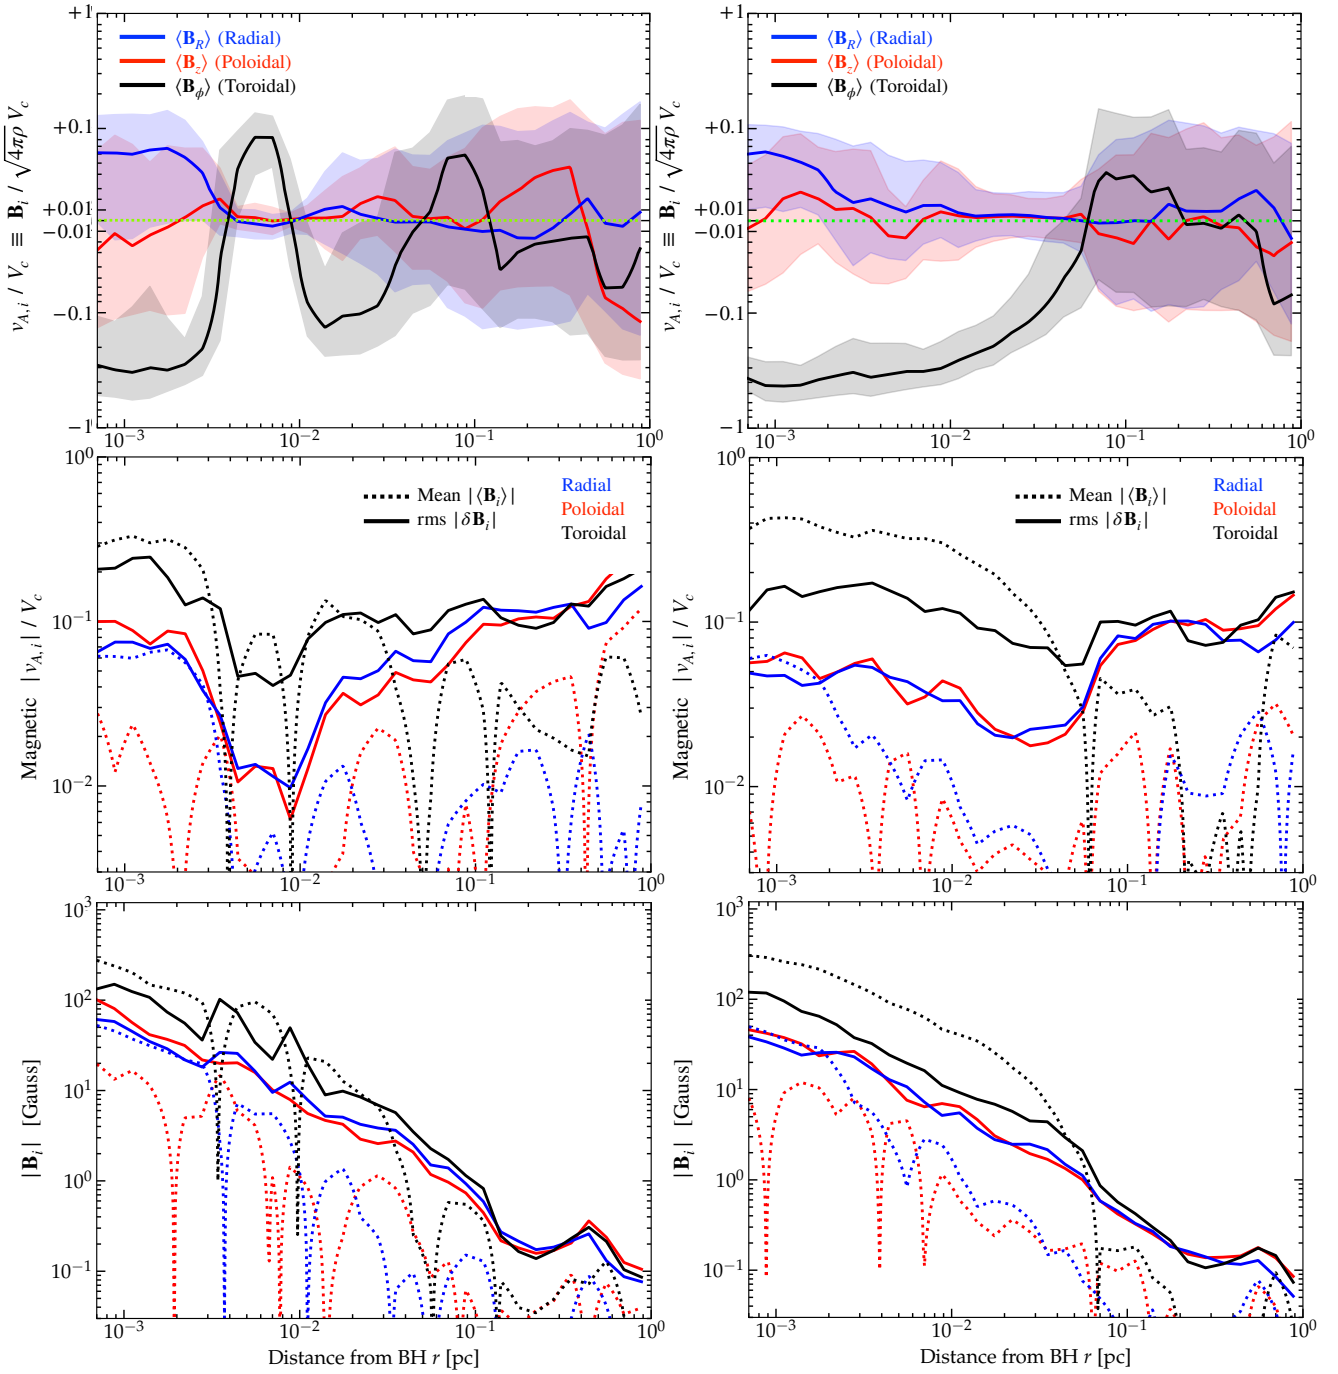 +1
+0.1
+0.01
−0.01
−0.1
−1
v_{A,i} / V_c ≡ B_i / √4πρ V_c
⟨B_R⟩ (Radial)
⟨B_z⟩ (Poloidal)
⟨B_ϕ⟩ (Toroidal)
10^{-3} 10^{-2} 10^{-1} 10^0
+1
+0.1
+0.01
−0.01
−0.1
−1
v_{A,i} / V_c ≡ B_i / √4πρ V_c
⟨B_R⟩ (Radial)
⟨B_z⟩ (Poloidal)
⟨B_ϕ⟩ (Toroidal)
10^{-3} 10^{-2} 10^{-1} 10^0
10^0
10^{-1}
10^{-2}
Magnetic |v_{A,i}| / V_c
Mean |⟨B_i⟩|
rms |δB_i|
Radial
Poloidal
Toroidal
10^{-3} 10^{-2} 10^{-1} 10^0
10^0
10^{-1}
10^{-2}
Magnetic |v_{A,i}| / V_c
Mean |⟨B_i⟩|
rms |δB_i|
Radial
Poloidal
Toroidal
10^{-3} 10^{-2} 10^{-1} 10^0
10^3
10^2
10^1
10^0
10^{-1}
|B_i| [Gauss]
10^{-3} 10^{-2} 10^{-1} 10^0
Distance from BH r [pc]
10^3
10^2
10^1
10^0
10^{-1}
|B_i| [Gauss]
10^{-3} 10^{-2} 10^{-1} 10^0
Distance from BH r [pc]